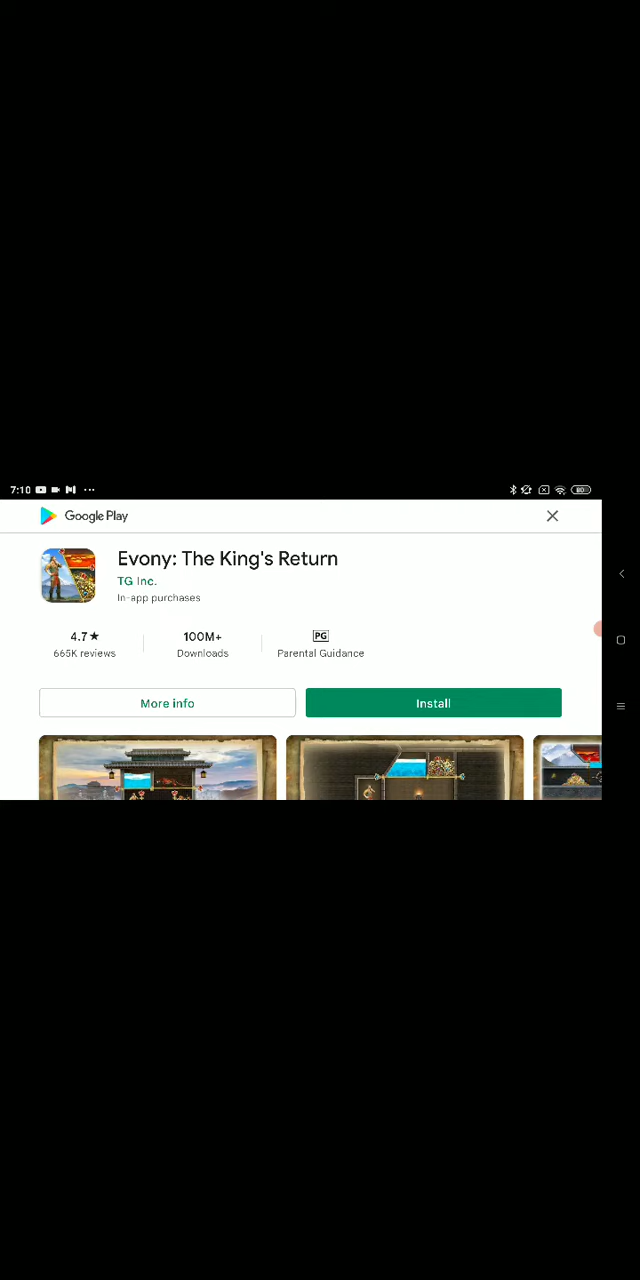 7:10
80
Google Play
Evony: The King's Return
TG Inc.
In-app purchases
4.7★
665K reviews
100M+
Downloads
PG
Parental Guidance
More info
Install